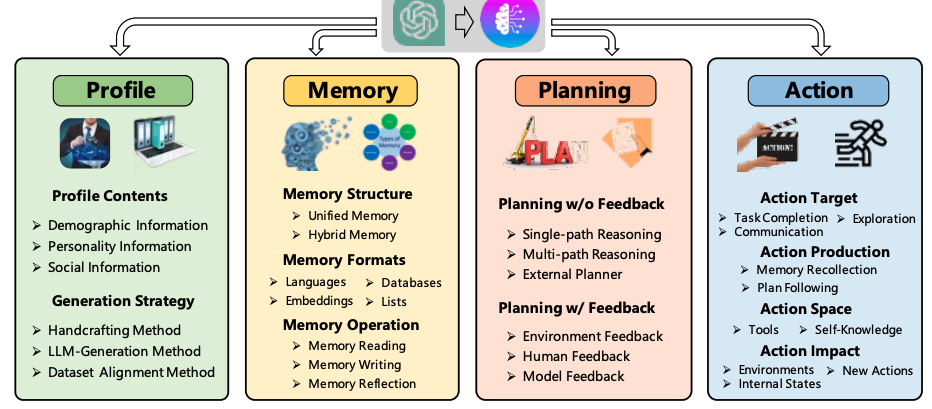 Profile
Profile Contents
Demographic Information
Personality Information
Social Information
Generation Strategy
Handcrafting Method
LLM-Generation Method
Dataset Alignment Method
Memory
Types of
Memory
Memory Structure
Unified Memory
Hybrid Memory
Memory Formats
Languages
Databases
Embeddings
Lists
Memory Operation
Memory Reading
Memory Writing
Memory Reflection
Planning
PLAN
Planning w/o Feedback
Single-path Reasoning
Multi-path Reasoning
External Planner
Planning w/ Feedback
Environment Feedback
Human Feedback
Model Feedback
Action
ACTION!
Action Target
Task Completion
Exploration
Communication
Action Production
Memory Recollection
Plan Following
Action Space
Tools
Self-Knowledge
Action Impact
Environments
New Actions
Internal States